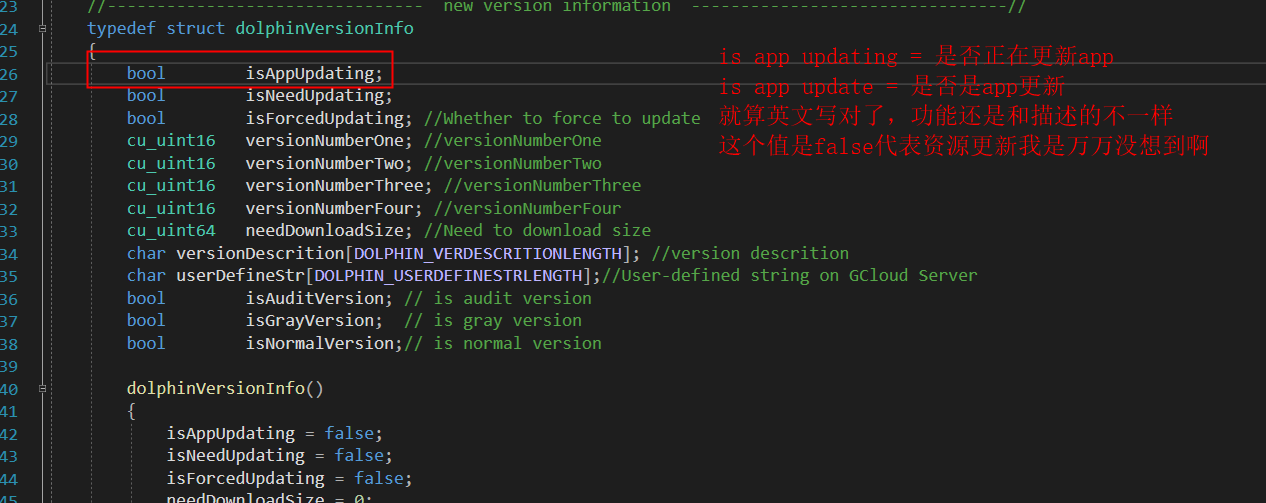 23 //-------------------------------- new version information --------------------------------//
24 typedef struct dolphinVersionInfo
25 {
26 bool isAppUpdating;
27 bool isNeedUpdating;
28 bool isForcedUpdating; //Whether to force to update
29 cu_uint16 versionNumberOne; //versionNumberOne
30 cu_uint16 versionNumberTwo; //versionNumberTwo
31 cu_uint16 versionNumberThree; //versionNumberThree
32 cu_uint16 versionNumberFour; //versionNumberFour
33 cu_uint64 needDownloadSize; //Need to download size
34 char versionDescrition[DOLPHIN_VERDESCRITIONLENGTH]; //version descrition
35 char userDefineStr[DOLPHIN_USERDEFINESTRLENGTH];//User-defined string on GCloud Server
36 bool isAuditVersion; // is audit version
37 bool isGrayVersion; // is gray version
38 bool isNormalVersion;// is normal version
39
40 dolphinVersionInfo()
41 {
42 isAppUpdating = false;
43 isNeedUpdating = false;
44 isForcedUpdating = false;
45 needDownloadSize = 0;
is app updating = 是否正在更新app
is app update = 是否是app更新
就算英文写对了，功能还是和描述的不一样
这个值是false代表资源更新我是万万没想到啊